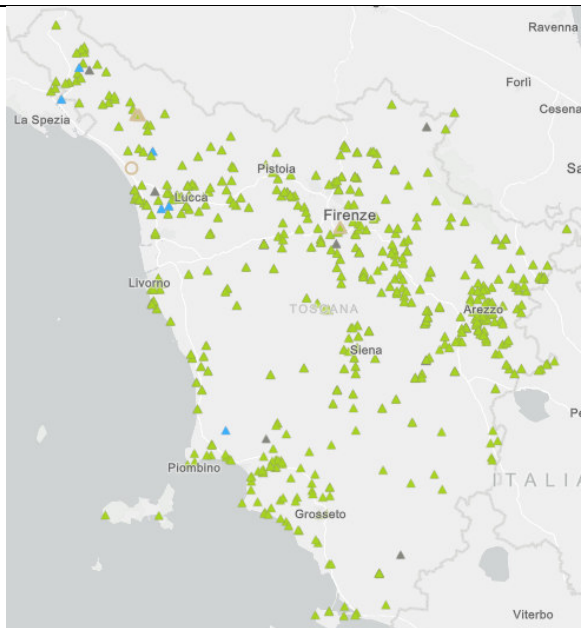 Ravenna
Forlì
Cesena
La Spezia
Sa
Pistoia
Lucca
Firenze
Livorno
TOSCANA
Arezzo
Siena
Pe
Piombino
ITALIA
Grosseto
Viterbo